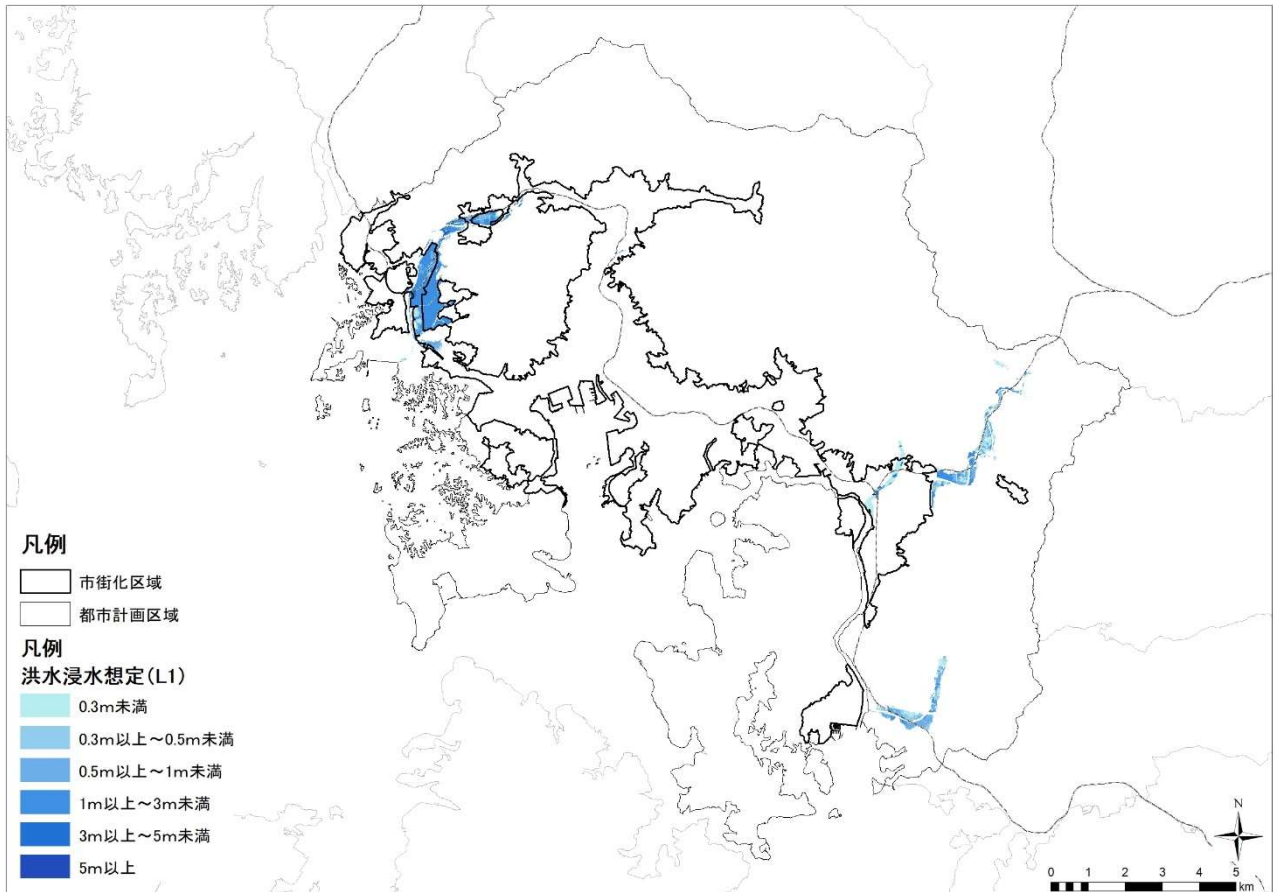 凡例
市街化区域
都市計画区域
凡例
洪水浸水想定(L1)
0.3m未満
0.3m以上～0.5m未満
0.5m以上～1m未満
1m以上～3m未満
3m以上～5m未満
5m以上
N
0 1 2 3 4 5
km